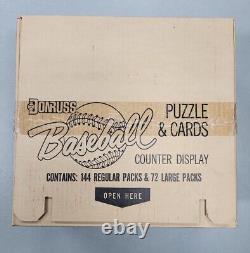 DONRUSS
Baseball
PUZZLE
& CARDS
COUNTER DISPLAY
CONTAINS: 144 REGULAR PACKS & 72 LARGE PACKS
OPEN HERE